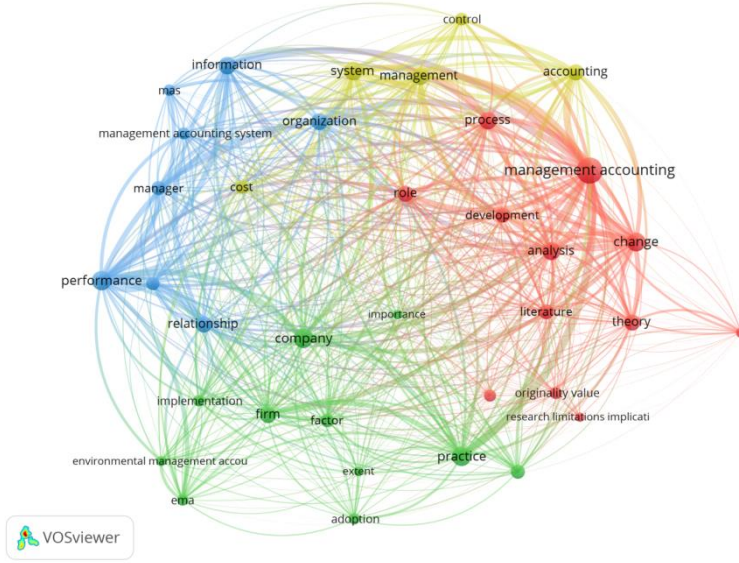 control
information
system
management
accounting
mas
organization
process
management accounting system
management accounting
manager
cost
role
development
change
analysis
performance
importance
literature
theory
relationship
company
implementation
originality value
firm
factor
research limitations implicati
practice
environmental management accou
extent
ema
adoption
VOSviewer